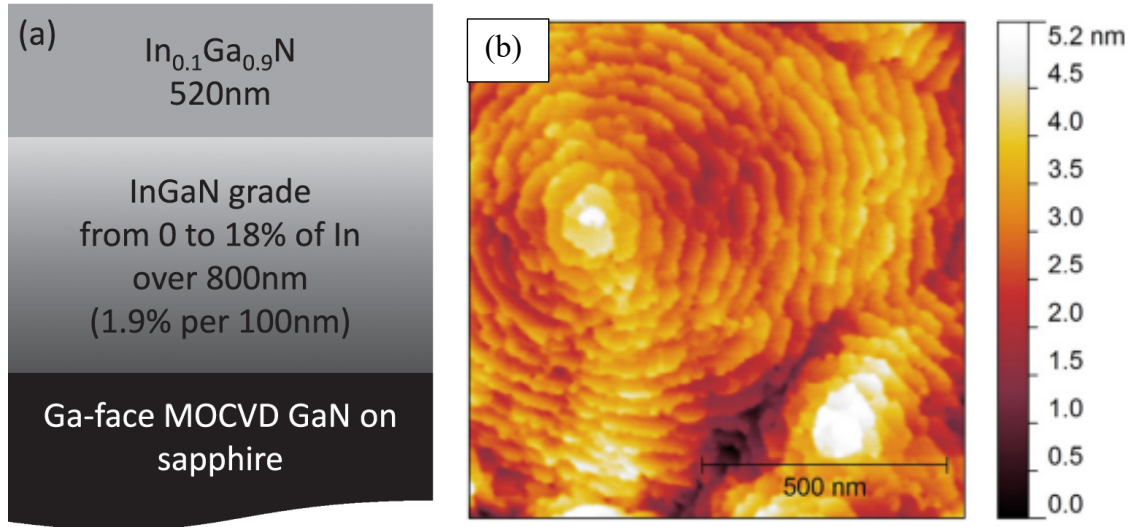 (a)
In0.1Ga0.9N
520nm
InGaN grade
from 0 to 18% of In
over 800nm
(1.9% per 100nm)
Ga-face MOCVD GaN on
sapphire
(b)
500 nm
5.2 nm
4.5
4.0
3.5
3.0
2.5
2.0
1.5
1.0
0.0